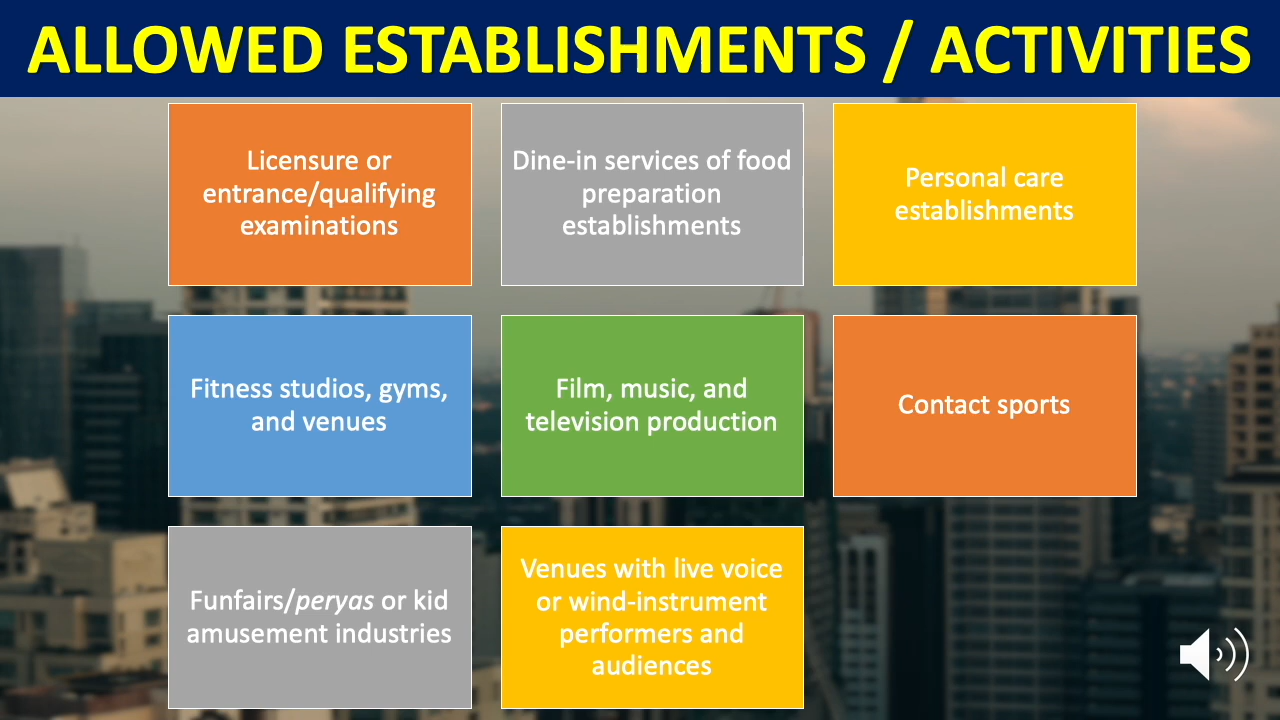 ALLOWED ESTABLISHMENTS / ACTIVITIES
Licensure or
entrance/qualifying
examinations
Dine-in services of food
preparation
establishments
Personal care
establishments
Fitness studios, gyms,
and venues
Film, music, and
television production
Contact sports
Funfairs/peryas or kid
amusement industries
Venues with live voice
or wind-instrument
performers and
audiences